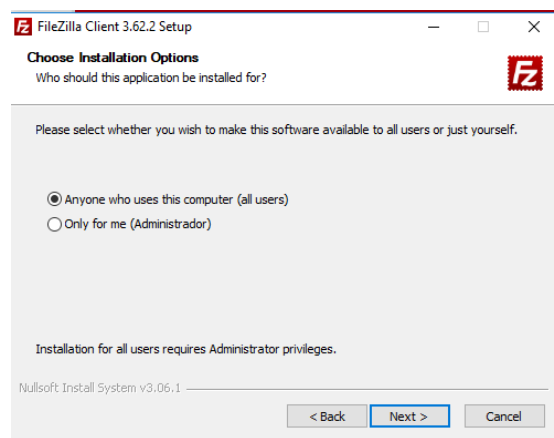 FileZilla Client 3.62.2 Setup
Choose Installation Options
Who should this application be installed for?
Fz
Please select whether you wish to make this software available to all users or just yourself.
Anyone who uses this computer (all users)
Only for me (Administrador)
Installation for all users requires Administrator privileges.
Nullsoft Install System v3.06.1
< Back Next > Cancel